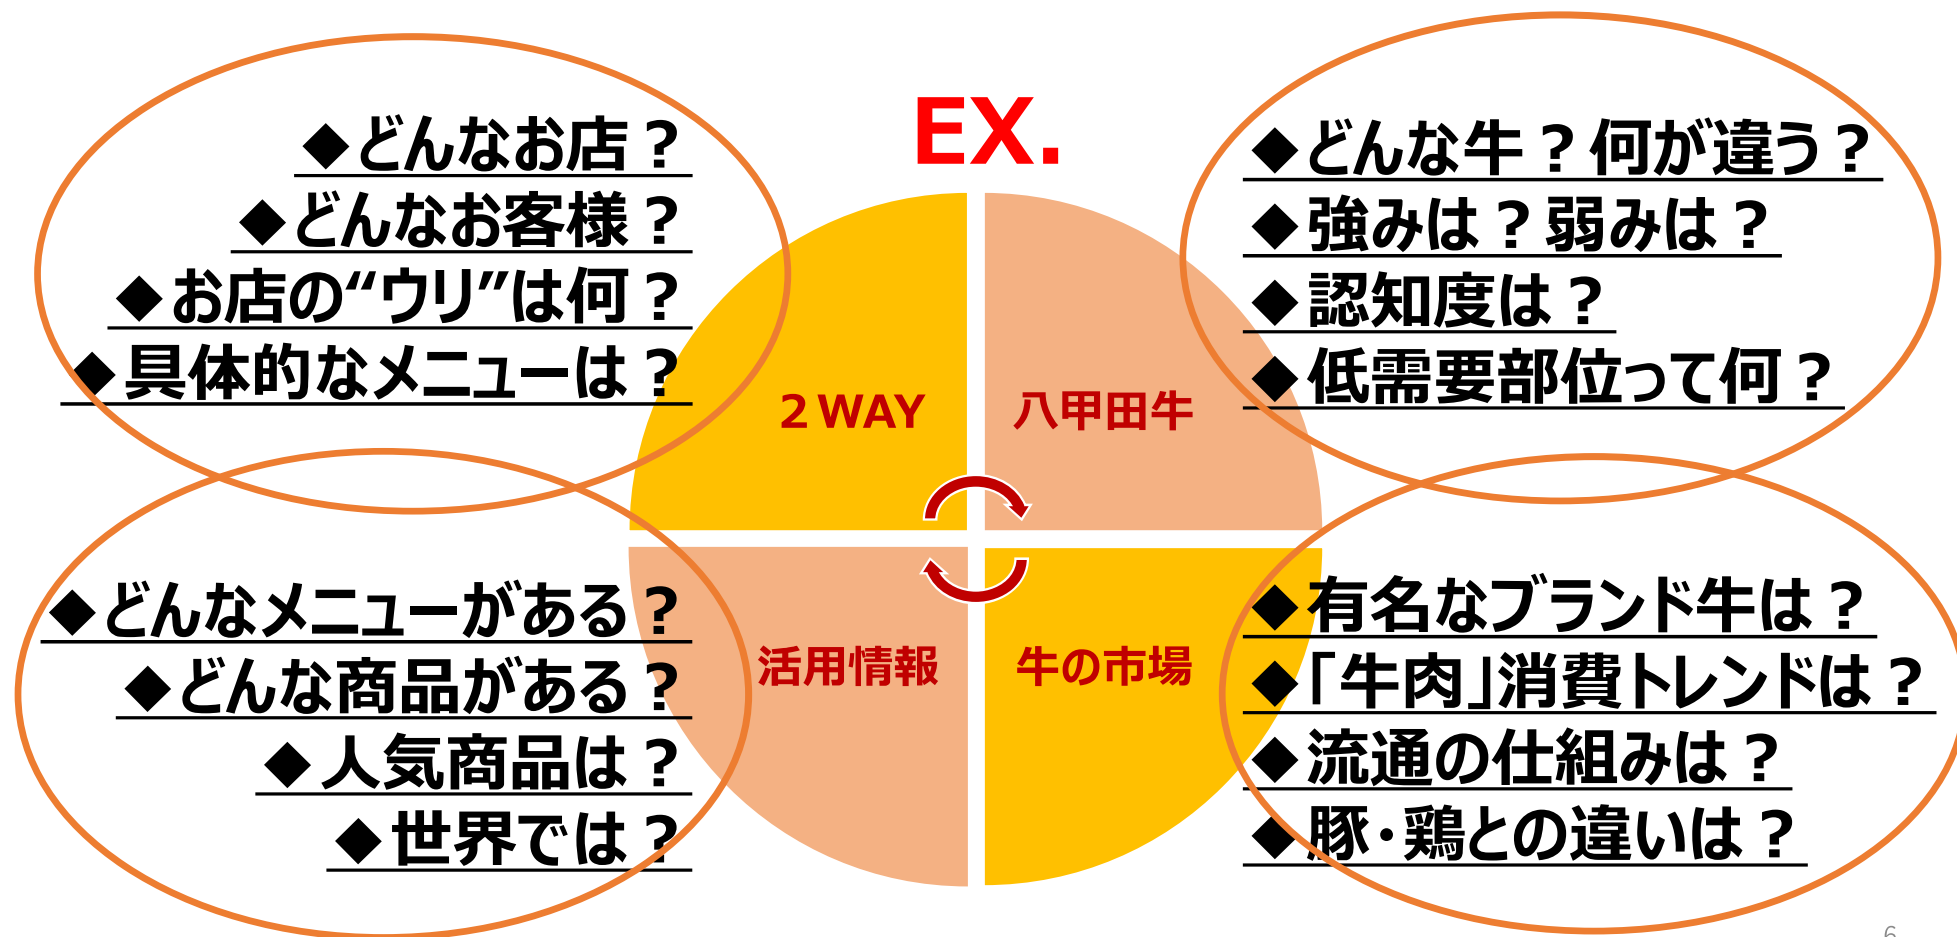 EX.
◆どんなお店？
◆どんなお客様？
◆お店の“ウリ”は何？
◆具体的なメニューは？
２WAY
八甲田牛
◆どんな牛？何が違う？
◆強みは？弱みは？
◆認知度は？
◆低需要部位って何？
◆どんなメニューがある？
◆どんな商品がある？
◆人気商品は？
◆世界では？
活用情報
牛の市場
◆有名なブランド牛は？
◆「牛肉」消費トレンドは？
◆流通の仕組みは？
◆豚・鶏との違いは？
6